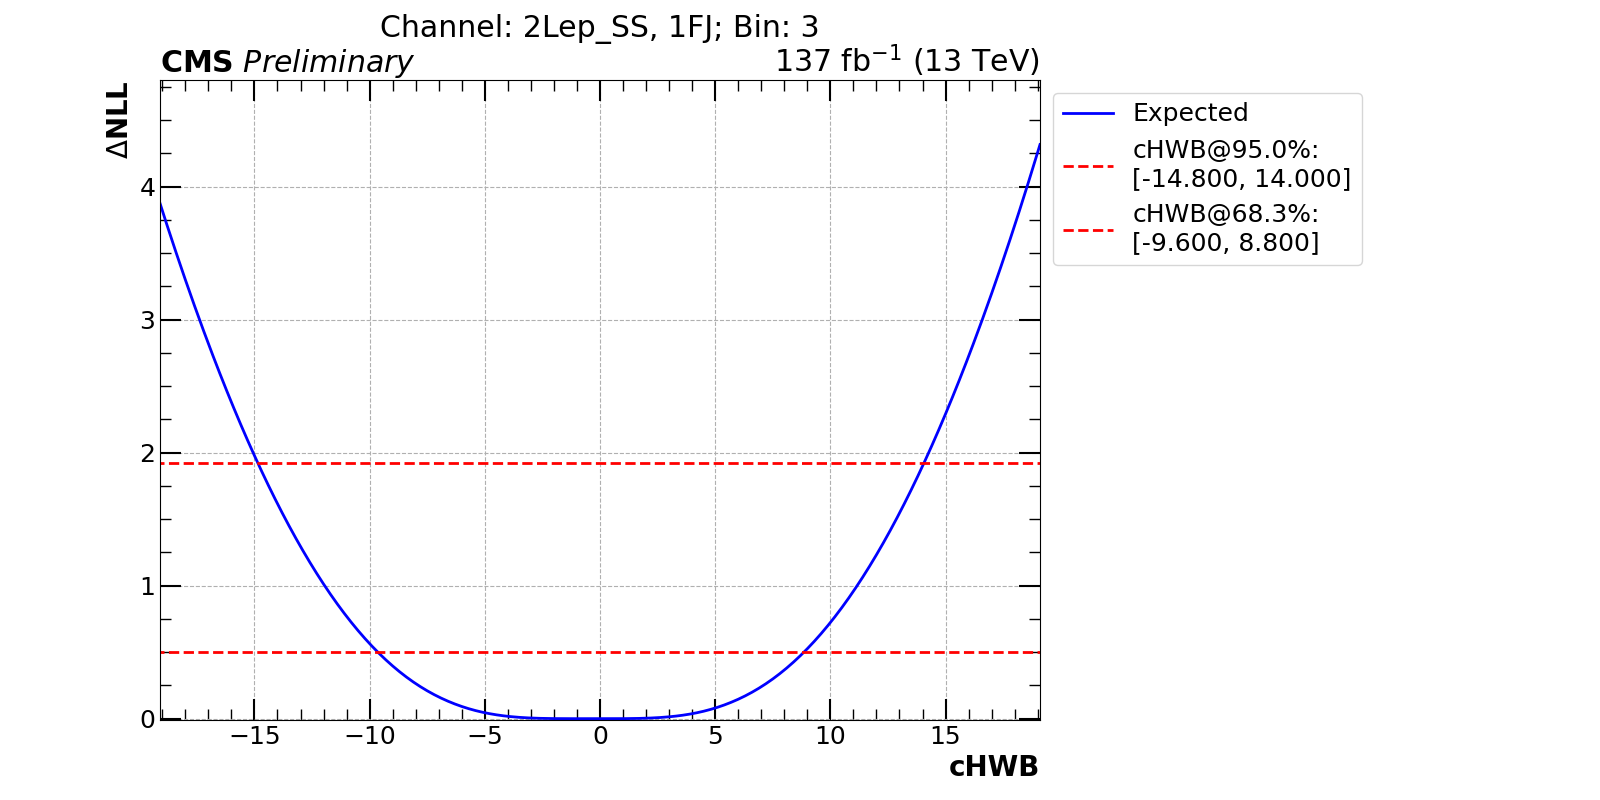 Channel: 2Lep_SS, 1FJ; Bin: 3
CMS Preliminary
137 fb⁻¹ (13 TeV)
ΔNLL
4
3
2
1
0
−15
−10
−5
0
5
10
15
cHWB
Expected
cHWB@95.0%:
[-14.800, 14.000]
cHWB@68.3%:
[-9.600, 8.800]